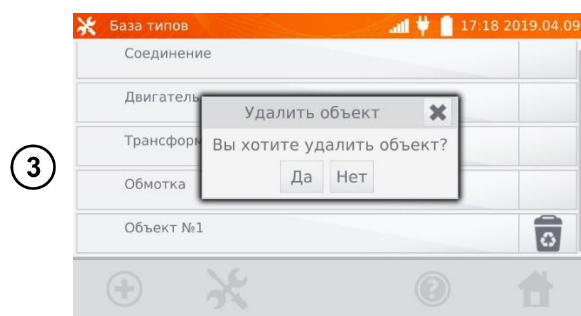 База типов 17:18 2019.04.09
Соединение
Двигатель
Удалить объект
Трансформ
Вы хотите удалить объект?
3
Да Нет
Обмотка
Объект №1